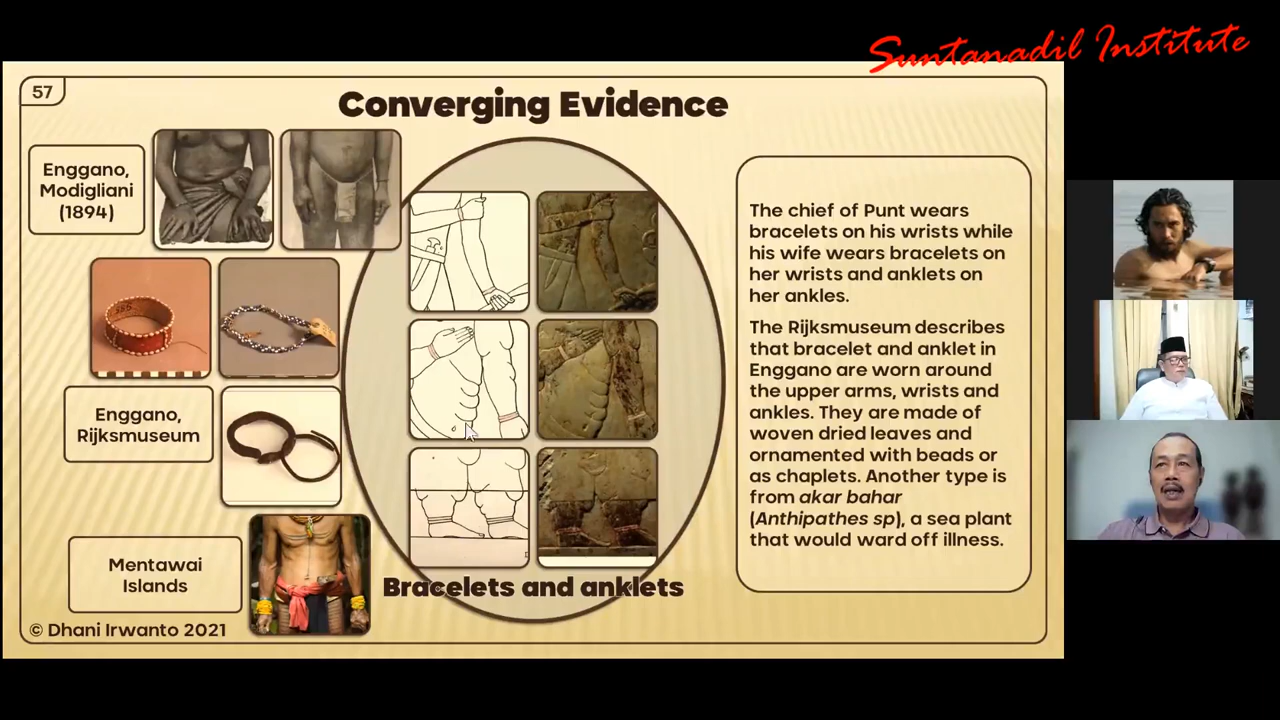 Suntanadil Institute
57
Converging Evidence
Enggano,
Modigliani
(1894)
Enggano,
Rijksmuseum
Mentawai
Islands
Bracelets and anklets
The chief of Punt wears
bracelets on his wrists while
his wife wears bracelets on
her wrists and anklets on
her ankles.
The Rijksmuseum describes
that bracelet and anklet in
Enggano are worn around
the upper arms, wrists and
ankles. They are made of
woven dried leaves and
ornamented with beads or
as chaplets. Another type is
from akar bahar
(Anthipathes sp), a sea plant
that would ward off illness.
© Dhani Irwanto 2021